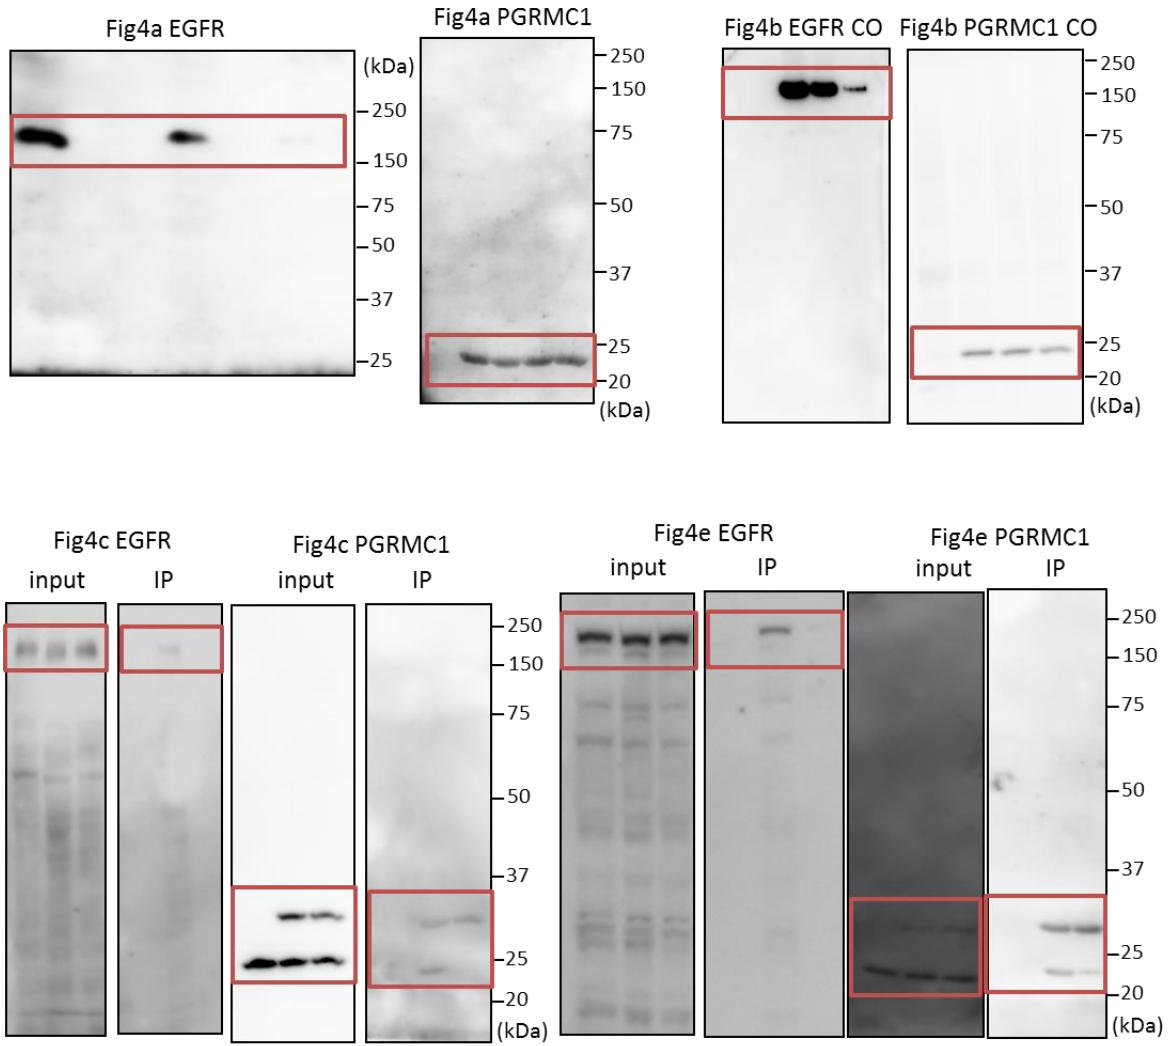 Fig4a EGFR
(kDa)
250
150
75
50
37
25
Fig4a PGRMC1
250
150
75
50
37
25
20
(kDa)
Fig4b EGFR CO
Fig4b PGRMC1 CO
250
150
75
50
37
25
20
(kDa)
Fig4c EGFR
input
IP
Fig4c PGRMC1
input
IP
250
150
75
50
37
25
20
(kDa)
Fig4e EGFR
input
IP
Fig4e PGRMC1
input
IP
250
150
75
50
37
25
20
(kDa)